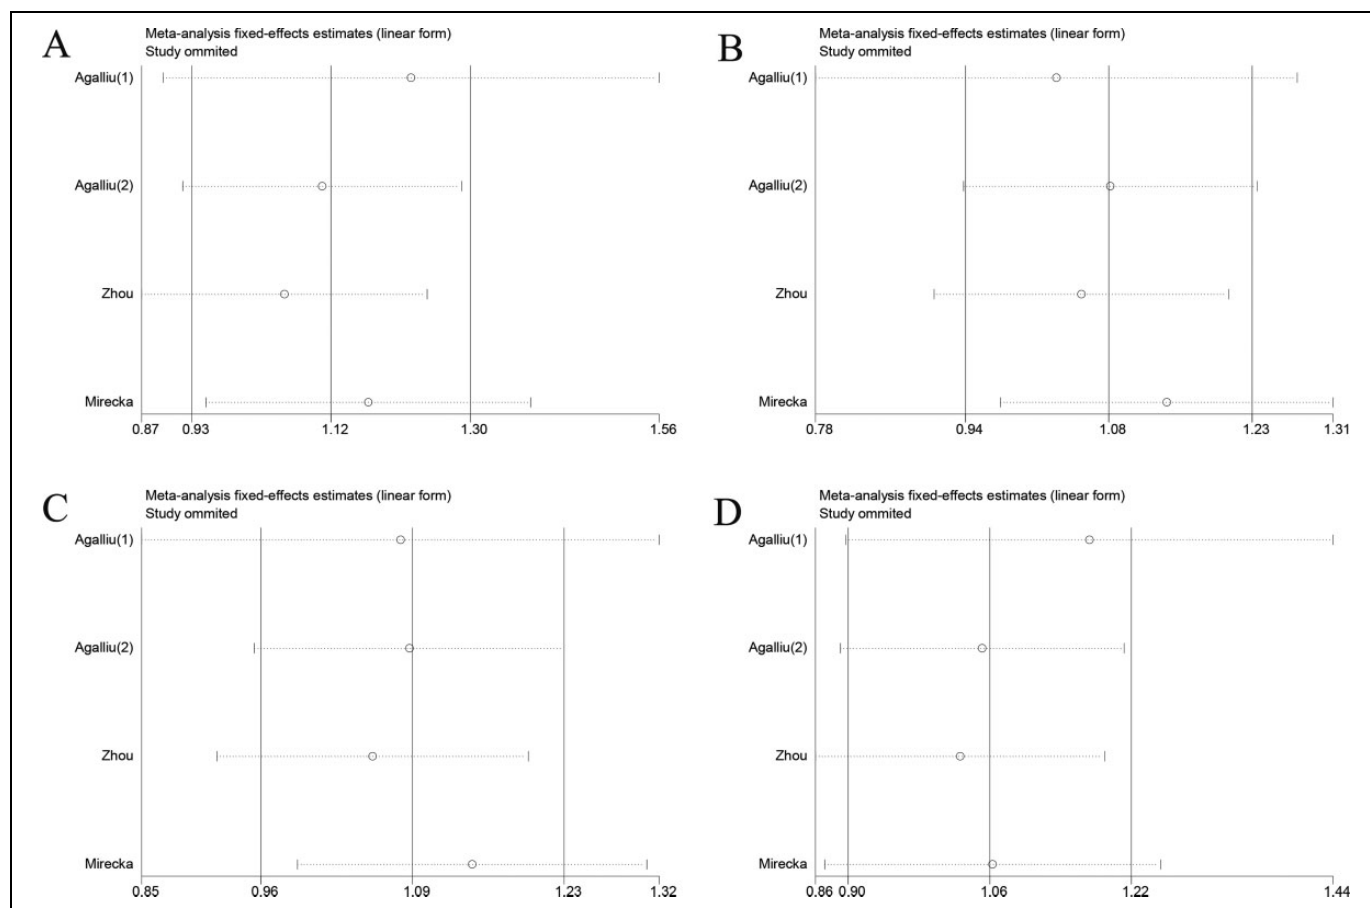 A
Meta-analysis fixed-effects estimates (linear form)
Study ommited
Agalliu(1)
Agalliu(2)
Zhou
Mirecka
0.87 0.93 1.12 1.30 1.56
B
Meta-analysis fixed-effects estimates (linear form)
Study ommited
Agalliu(1)
Agalliu(2)
Zhou
Mirecka
0.78 0.94 1.08 1.23 1.31
C
Meta-analysis fixed-effects estimates (linear form)
Study ommited
Agalliu(1)
Agalliu(2)
Zhou
Mirecka
0.85 0.96 1.09 1.23 1.32
D
Meta-analysis fixed-effects estimates (linear form)
Study ommited
Agalliu(1)
Agalliu(2)
Zhou
Mirecka
0.86 0.90 1.06 1.22 1.44